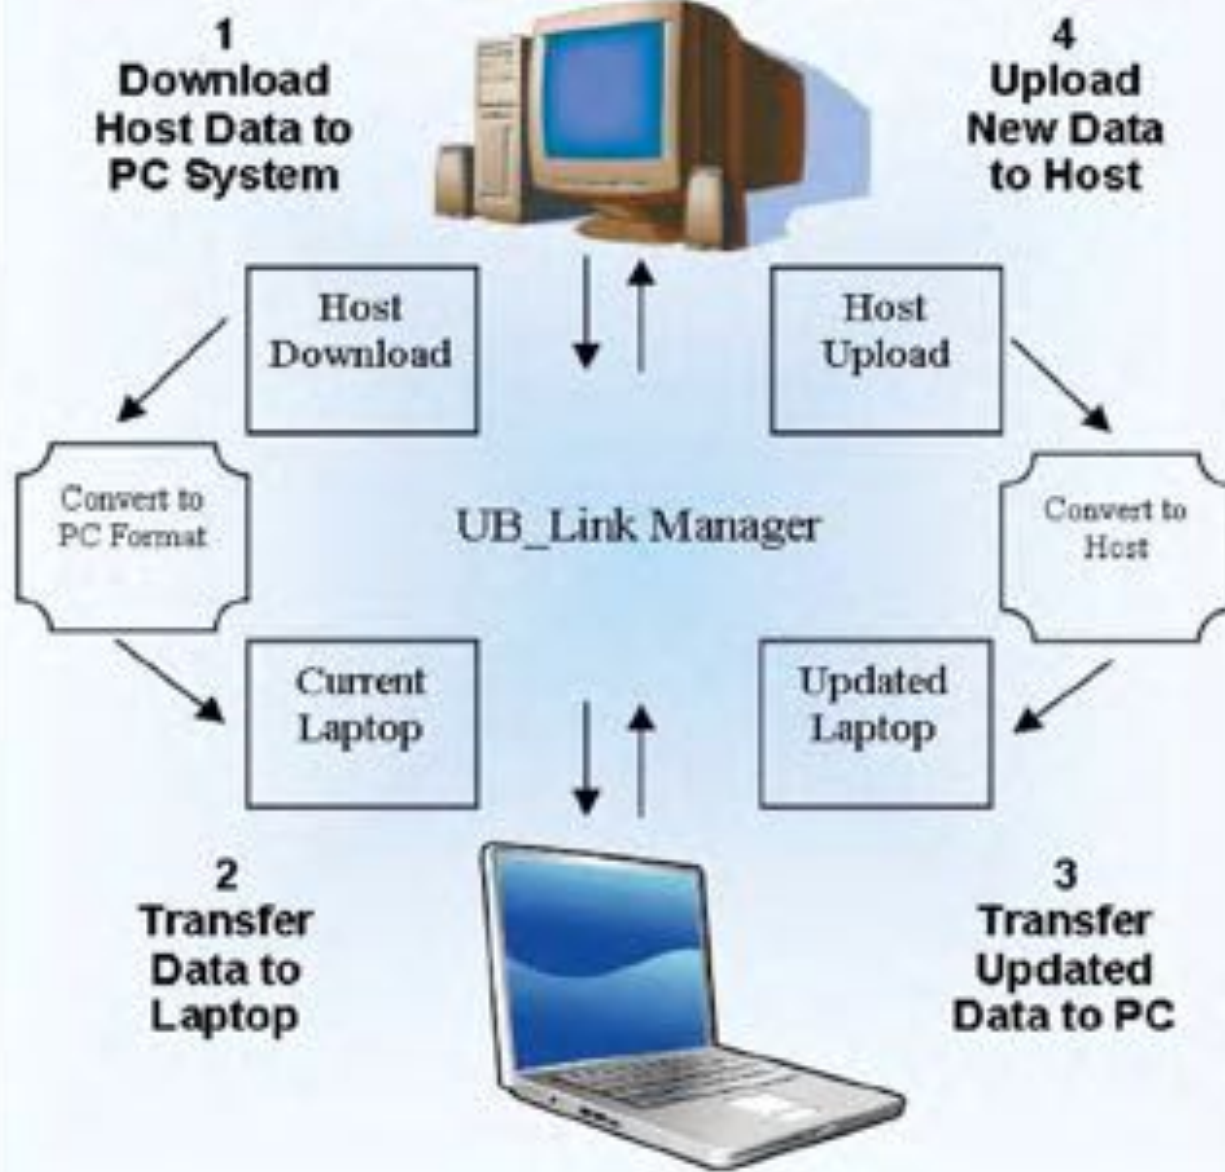 1
Download
Host Data to
PC System
4
Upload
New Data
to Host
Host
Download
Host
Upload
Convert to
PC Format
UB_Link Manager
Convert to
Host
Current
Laptop
Updated
Laptop
2
Transfer
Data to
Laptop
3
Transfer
Updated
Data to PC